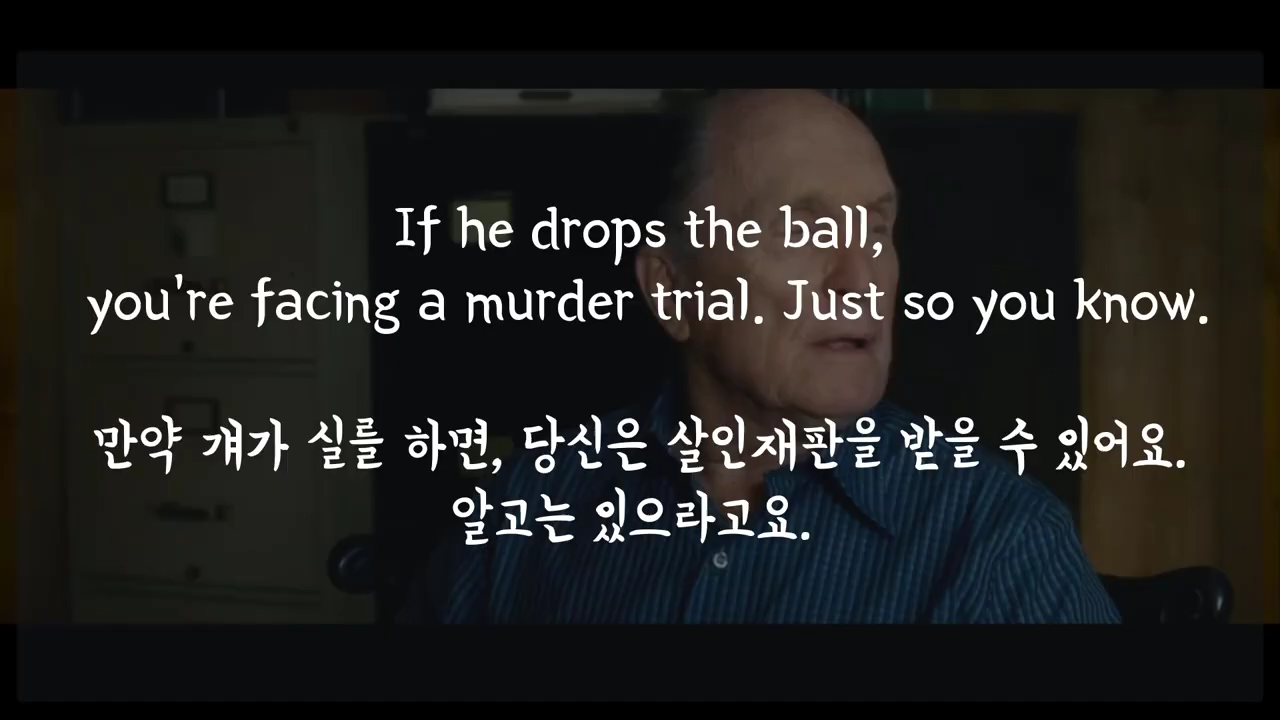 If he drops the ball,
you're facing a murder trial. Just so you know.
만약 걔가 실를 하면, 당신은 살인재판을 받을 수 있어요.
알고는 있으라고요.